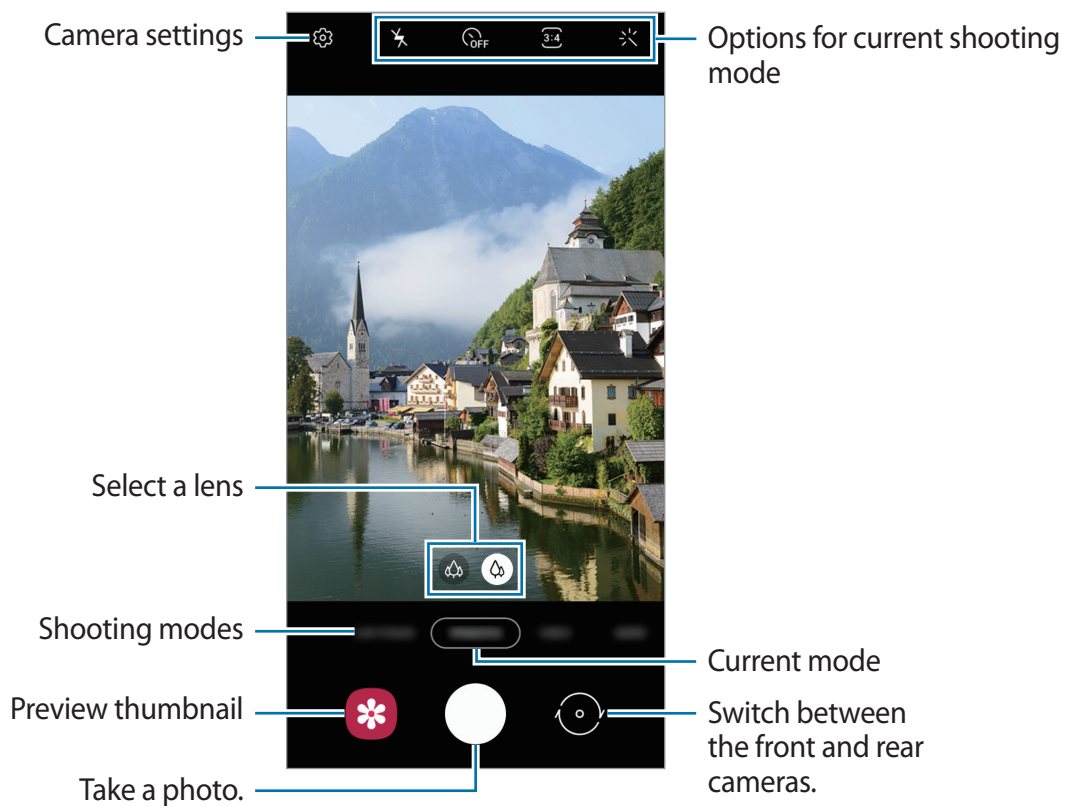 Camera settings
OFF
3:4
Options for current shooting
mode
Select a lens
Shooting modes
Current mode
Preview thumbnail
Switch between
the front and rear
cameras.
Take a photo.